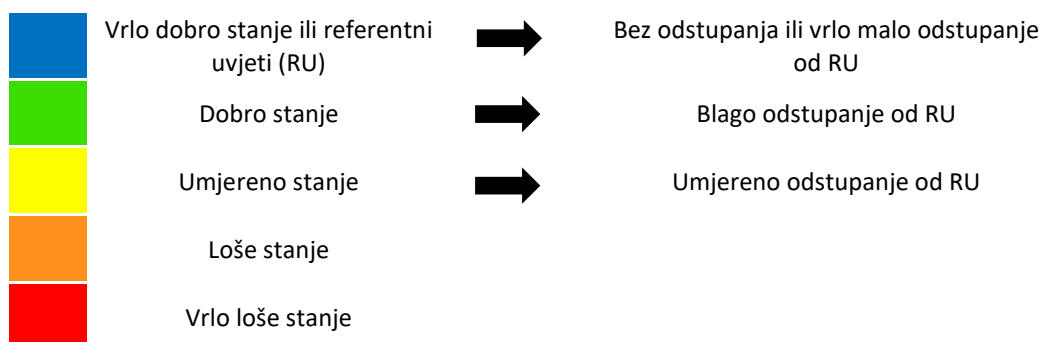 Vrlo dobro stanje ili referentni
uvjeti (RU)
Bez odstupanja ili vrlo malo odstupanje
od RU
Dobro stanje
Blago odstupanje od RU
Umjereno stanje
Umjereno odstupanje od RU
Loše stanje
Vrlo loše stanje